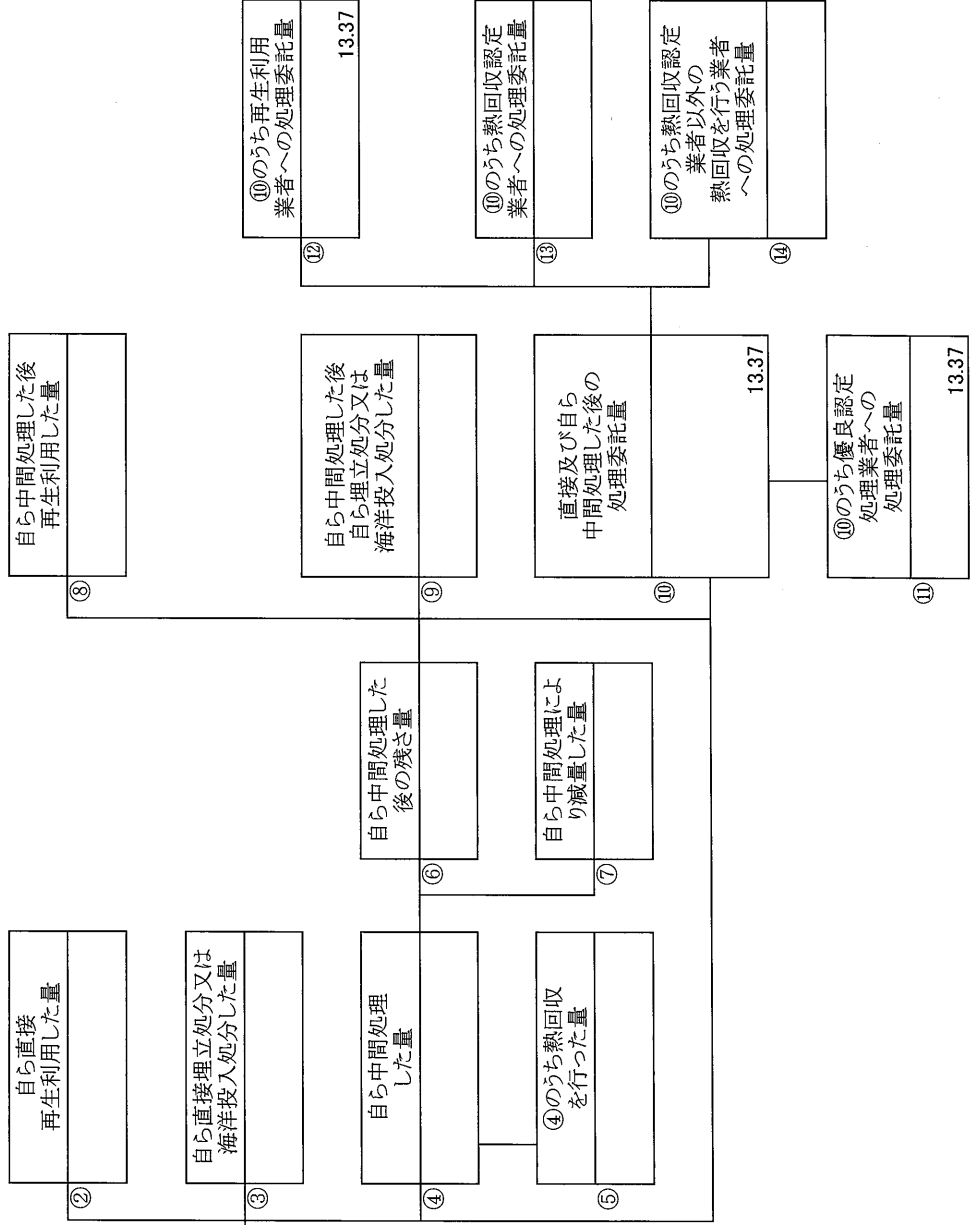 ②
自ら直接
再生利用した量
③
自ら直接埋立処分又は
海洋投入処分した量
④
自ら中間処理
した量
⑤
④のうち熱回収
を行った量
⑥
自ら中間処理した
後の残さ量
⑦
自ら中間処理によ
り減量した量
⑧
自ら中間処理した後
再生利用した量
⑨
自ら中間処理した後
自ら埋立処分又は
海洋投入処分した量
⑩
直接及び自ら
中間処理した後の
処理委託量
13.37
⑪
⑩のうち優良認定
処理業者への
処理委託量
13.37
⑫
⑩のうち再生利用
業者への処理委託量
13.37
⑬
⑩のうち熱回収認定
業者への処理委託量
⑭
⑩のうち熱回収認定
業者以外の
熱回収を行う業者
への処理委託量